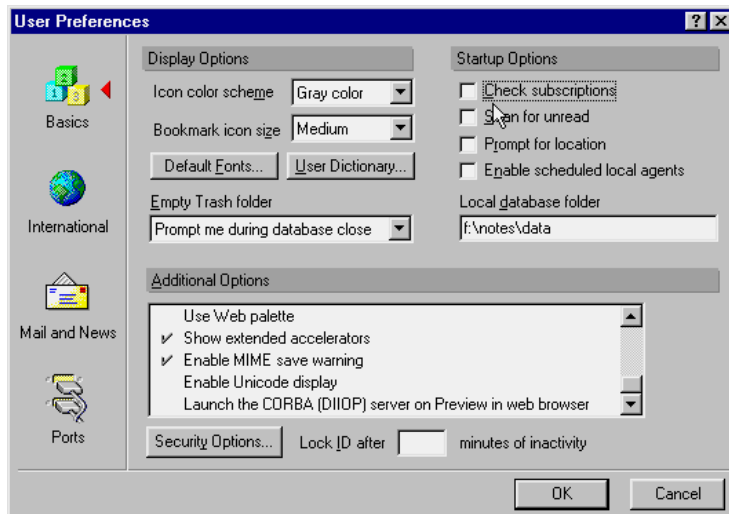 User Preferences
Basics
International
Mail and News
Ports
Display Options
Icon color scheme Gray color
Bookmark icon size Medium
Default Fonts... User Dictionary...
Empty Trash folder
Prompt me during database close
Startup Options
Check subscriptions
Scan for unread
Prompt for location
Enable scheduled local agents
Local database folder
f:\notes\data
Additional Options
Use Web palette
Show extended accelerators
Enable MIME save warning
Enable Unicode display
Launch the CORBA (DIIOP) server on Preview in web browser
Security Options... Lock ID after minutes of inactivity
OK Cancel